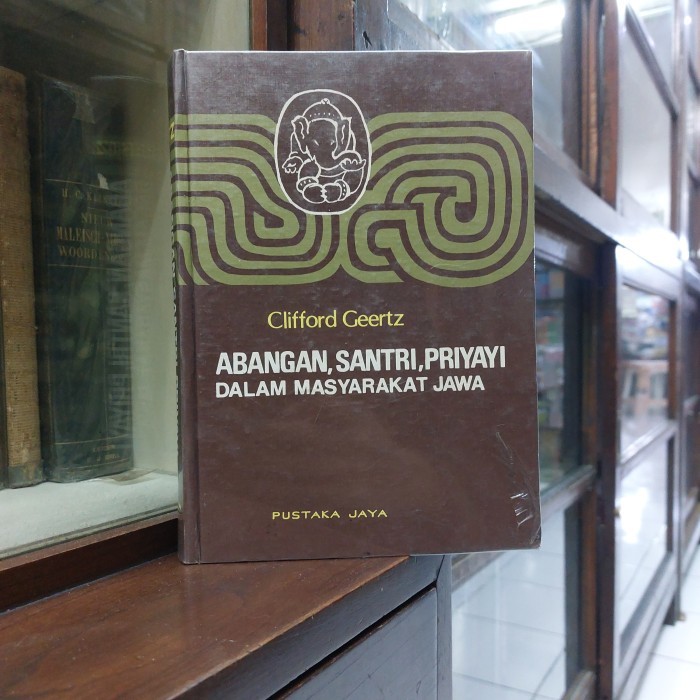 Clifford Geertz
ABANGAN, SANTRI, PRIYAYI
DALAM MASYARAKAT JAWA
PUSTAKA JAYA